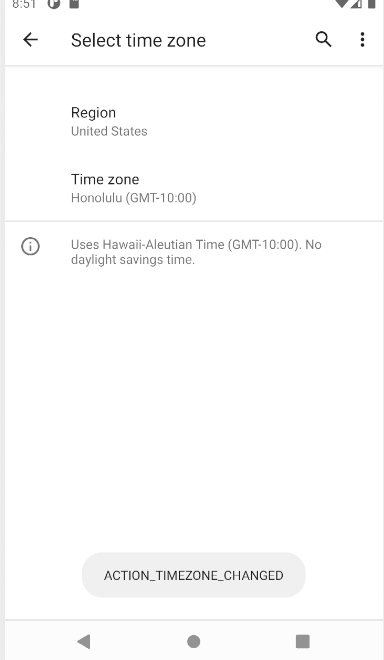 8:51
Select time zone
Region
United States
Time zone
Honolulu (GMT-10:00)
Uses Hawaii-Aleutian Time (GMT-10:00). No
daylight savings time.
ACTION_TIMEZONE_CHANGED